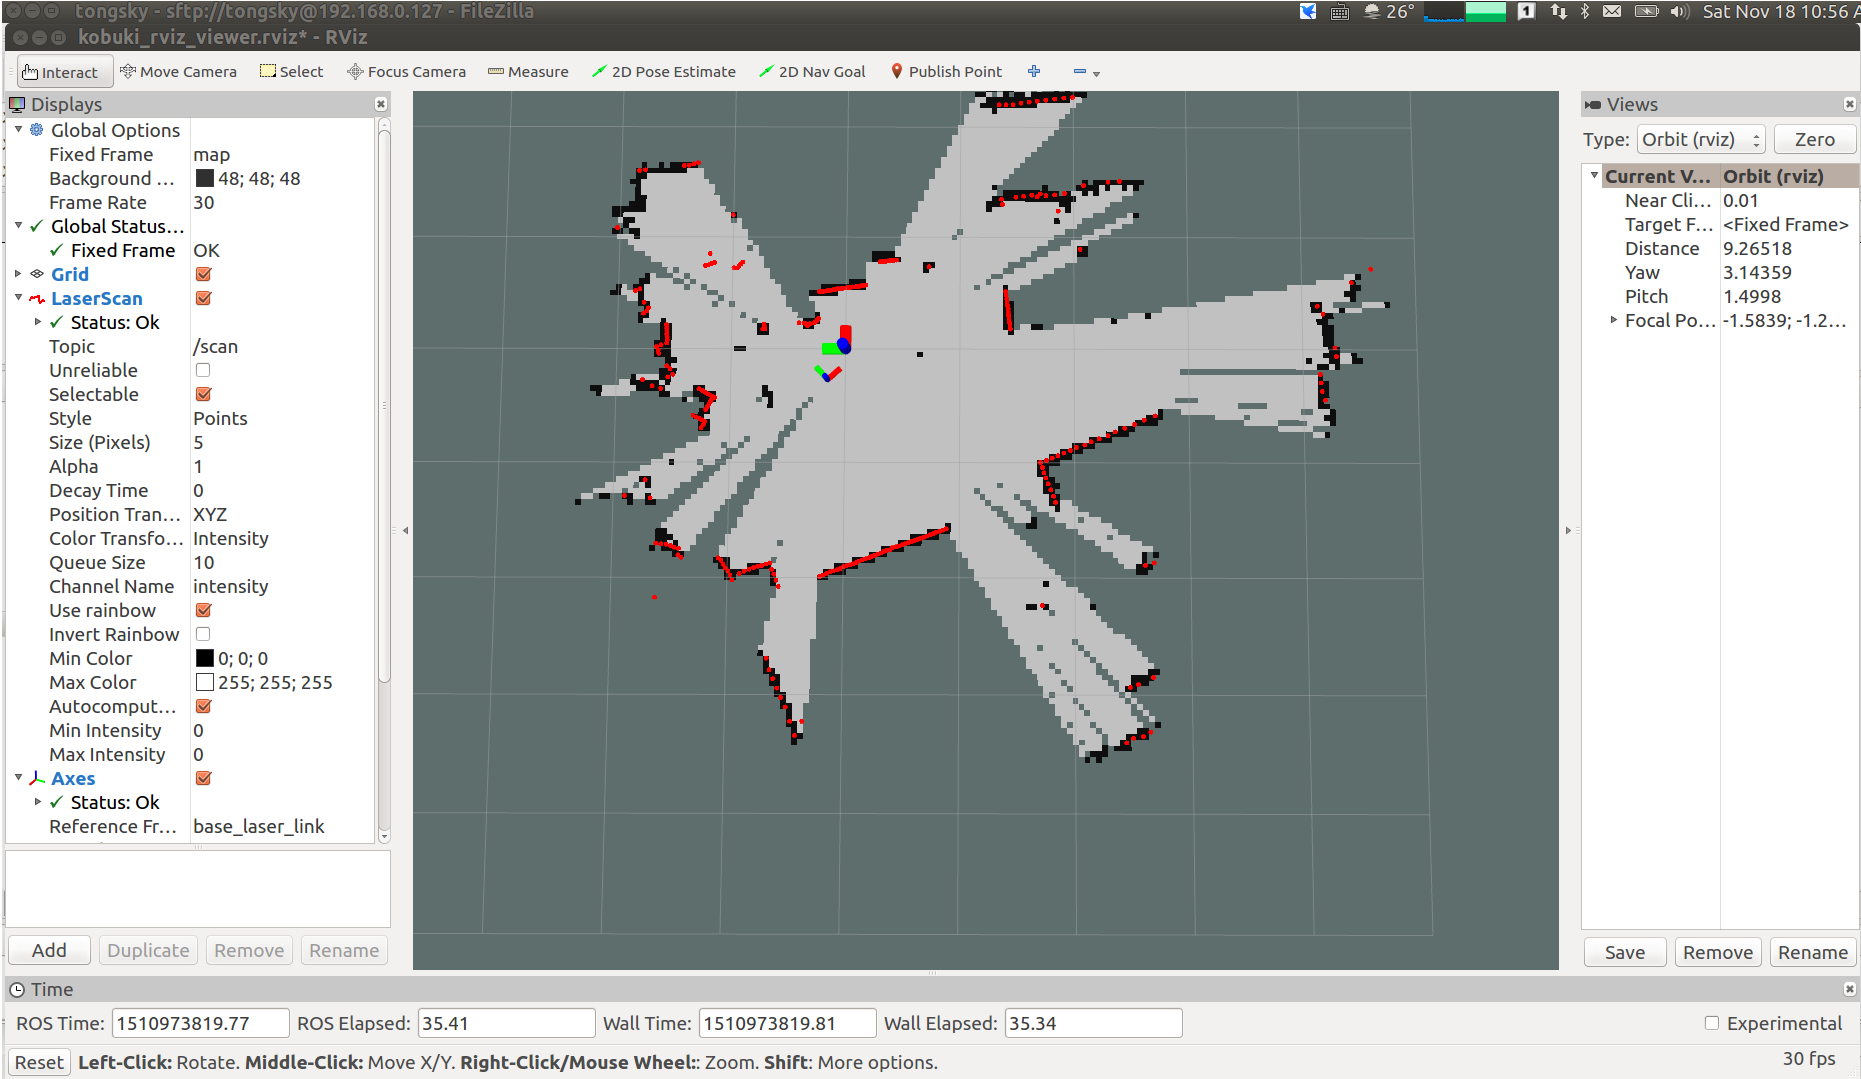 tongsky - sftp://tongsky@192.168.0.127 - FileZilla
26°
1
Sat Nov 18 10:56 A
kobuki_rviz_viewer.rviz* - RViz
Interact Move Camera Select Focus Camera Measure 2D Pose Estimate 2D Nav Goal Publish Point
Displays
Global Options
Fixed Frame map
Background ... 48; 48; 48
Frame Rate 30
Global Status...
Fixed Frame OK
Grid
LaserScan
Status: Ok
Topic /scan
Unreliable
Selectable
Style Points
Size (Pixels) 5
Alpha 1
Decay Time 0
Position Tran... XYZ
Color Transfo... Intensity
Queue Size 10
Channel Name intensity
Use rainbow
Invert Rainbow
Min Color 0; 0; 0
Max Color 255; 255; 255
Autocomput...
Min Intensity 0
Max Intensity 0
Axes
Status: Ok
Reference Fr... base_laser_link
Add Duplicate Remove Rename
Views
Type: Orbit (rviz) Zero
Current V... Orbit (rviz)
Near Cli... 0.01
Target F... <Fixed Frame>
Distance 9.26518
Yaw 3.14359
Pitch 1.4998
Focal Po... -1.5839; -1.2...
Save Remove Rename
Time
ROS Time: 1510973819.77 ROS Elapsed: 35.41 Wall Time: 1510973819.81 Wall Elapsed: 35.34 Experimental
Reset Left-Click: Rotate. Middle-Click: Move X/Y. Right-Click/Mouse Wheel:: Zoom. Shift: More options. 30 fps